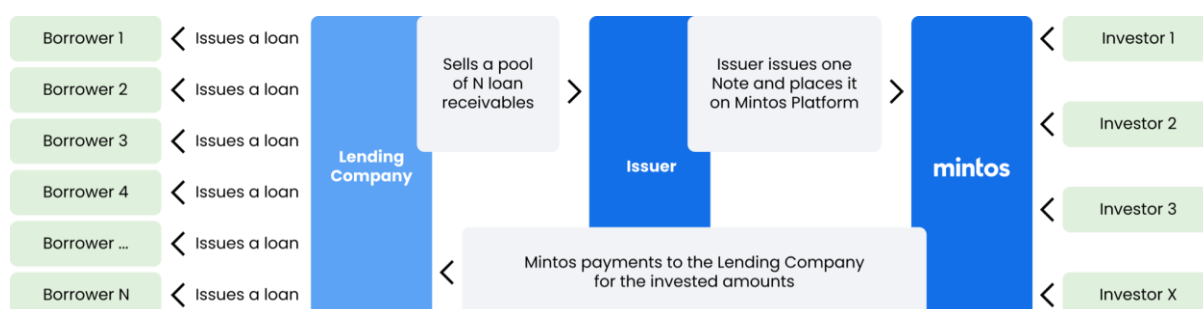 Borrower 1
Issues a loan
Borrower 2
Issues a loan
Borrower 3
Issues a loan
Borrower 4
Issues a loan
Borrower ...
Issues a loan
Borrower N
Issues a loan
Lending
Company
Sells a pool
of N loan
receivables
Issuer
Issuer issues one
Note and places it
on Mintos Platform
mintos
Mintos payments to the Lending Company
for the invested amounts
Investor 1
Investor 2
Investor 3
Investor X